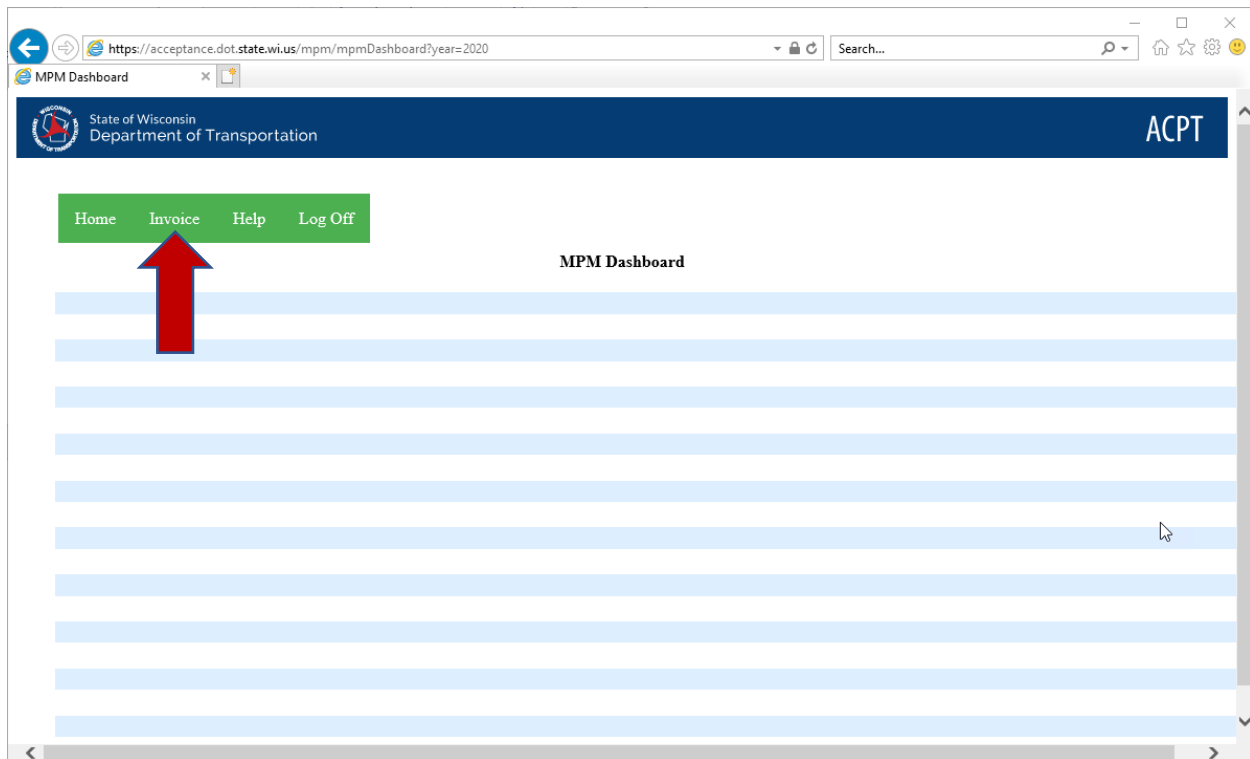 https://acceptance.dot.state.wi.us/mpm/mpmDashboard?year=2020 Search...
MPM Dashboard
State of Wisconsin
Department of Transportation
ACPT
Home Invoice Help Log Off
MPM Dashboard